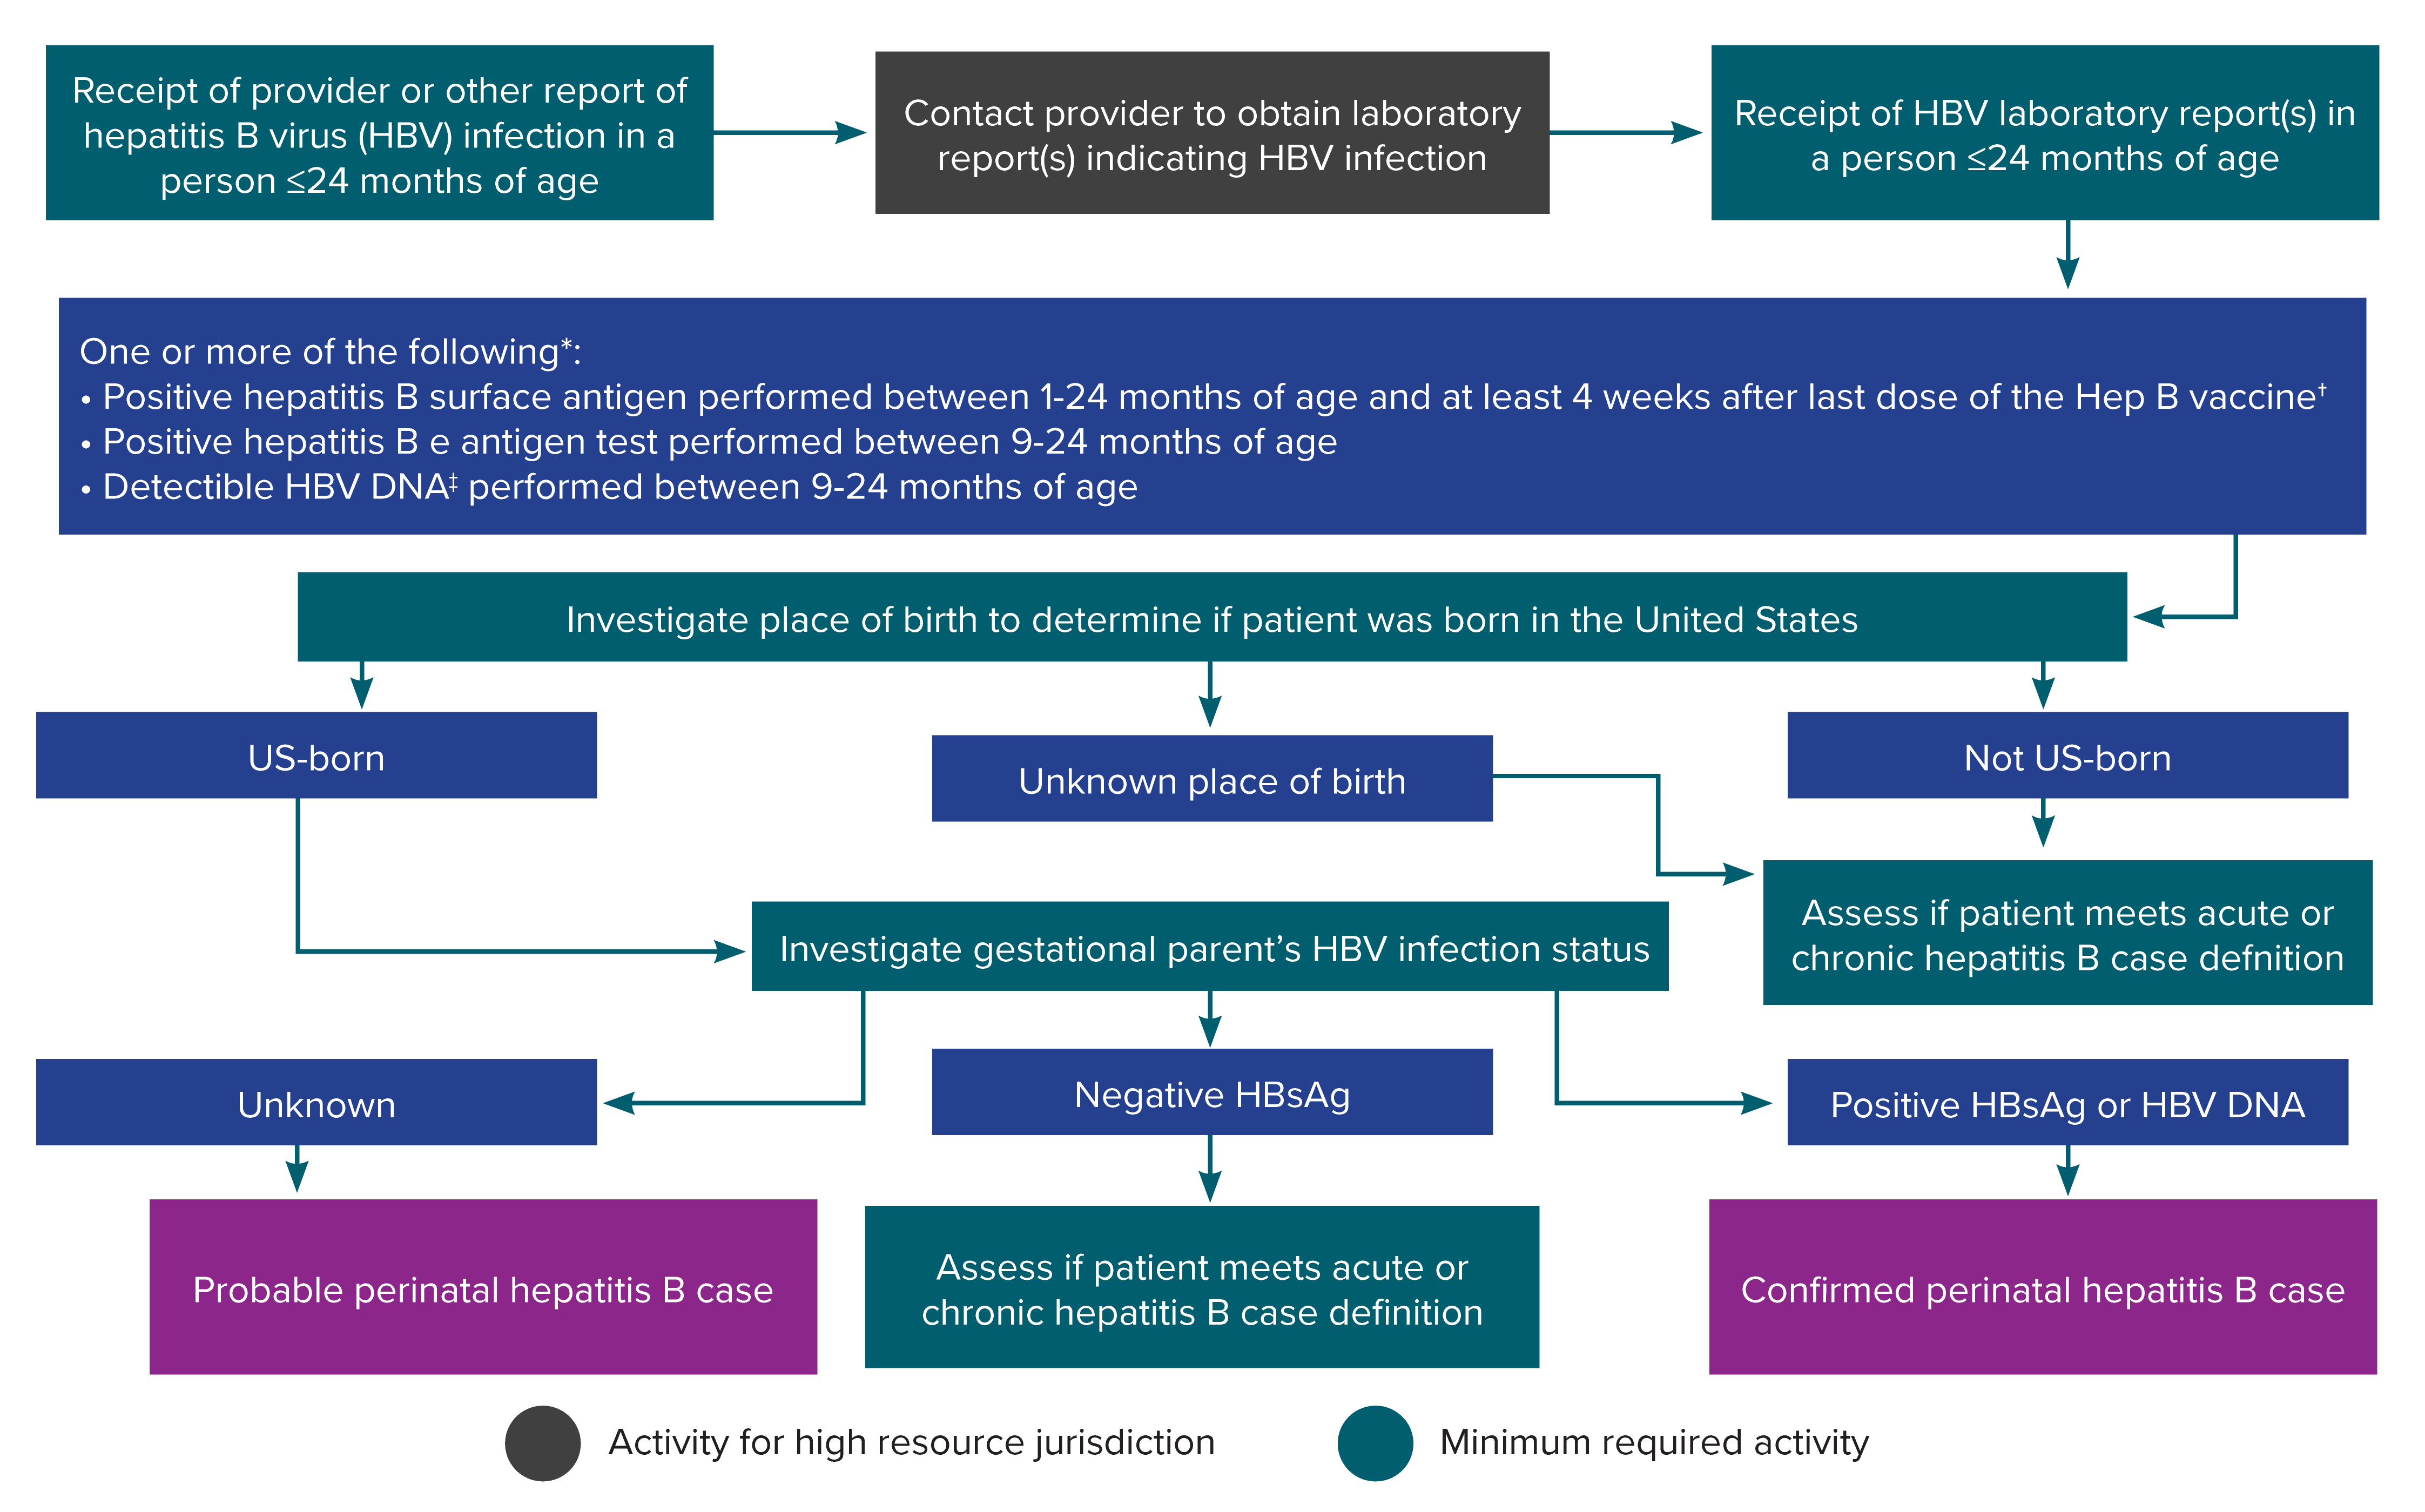 Receipt of provider or other report of
hepatitis B virus (HBV) infection in a
person ≤24 months of age
Contact provider to obtain laboratory
report(s) indicating HBV infection
Receipt of HBV laboratory report(s) in
a person ≤24 months of age
One or more of the following*:
• Positive hepatitis B surface antigen performed between 1-24 months of age and at least 4 weeks after last dose of the Hep B vaccine†
• Positive hepatitis B e antigen test performed between 9-24 months of age
• Detectible HBV DNA‡ performed between 9-24 months of age
Investigate place of birth to determine if patient was born in the United States
US-born
Unknown place of birth
Not US-born
Assess if patient meets acute or
chronic hepatitis B case defnition
Investigate gestational parent’s HBV infection status
Unknown
Negative HBsAg
Positive HBsAg or HBV DNA
Probable perinatal hepatitis B case
Assess if patient meets acute or
chronic hepatitis B case definition
Confirmed perinatal hepatitis B case
Activity for high resource jurisdiction
Minimum required activity